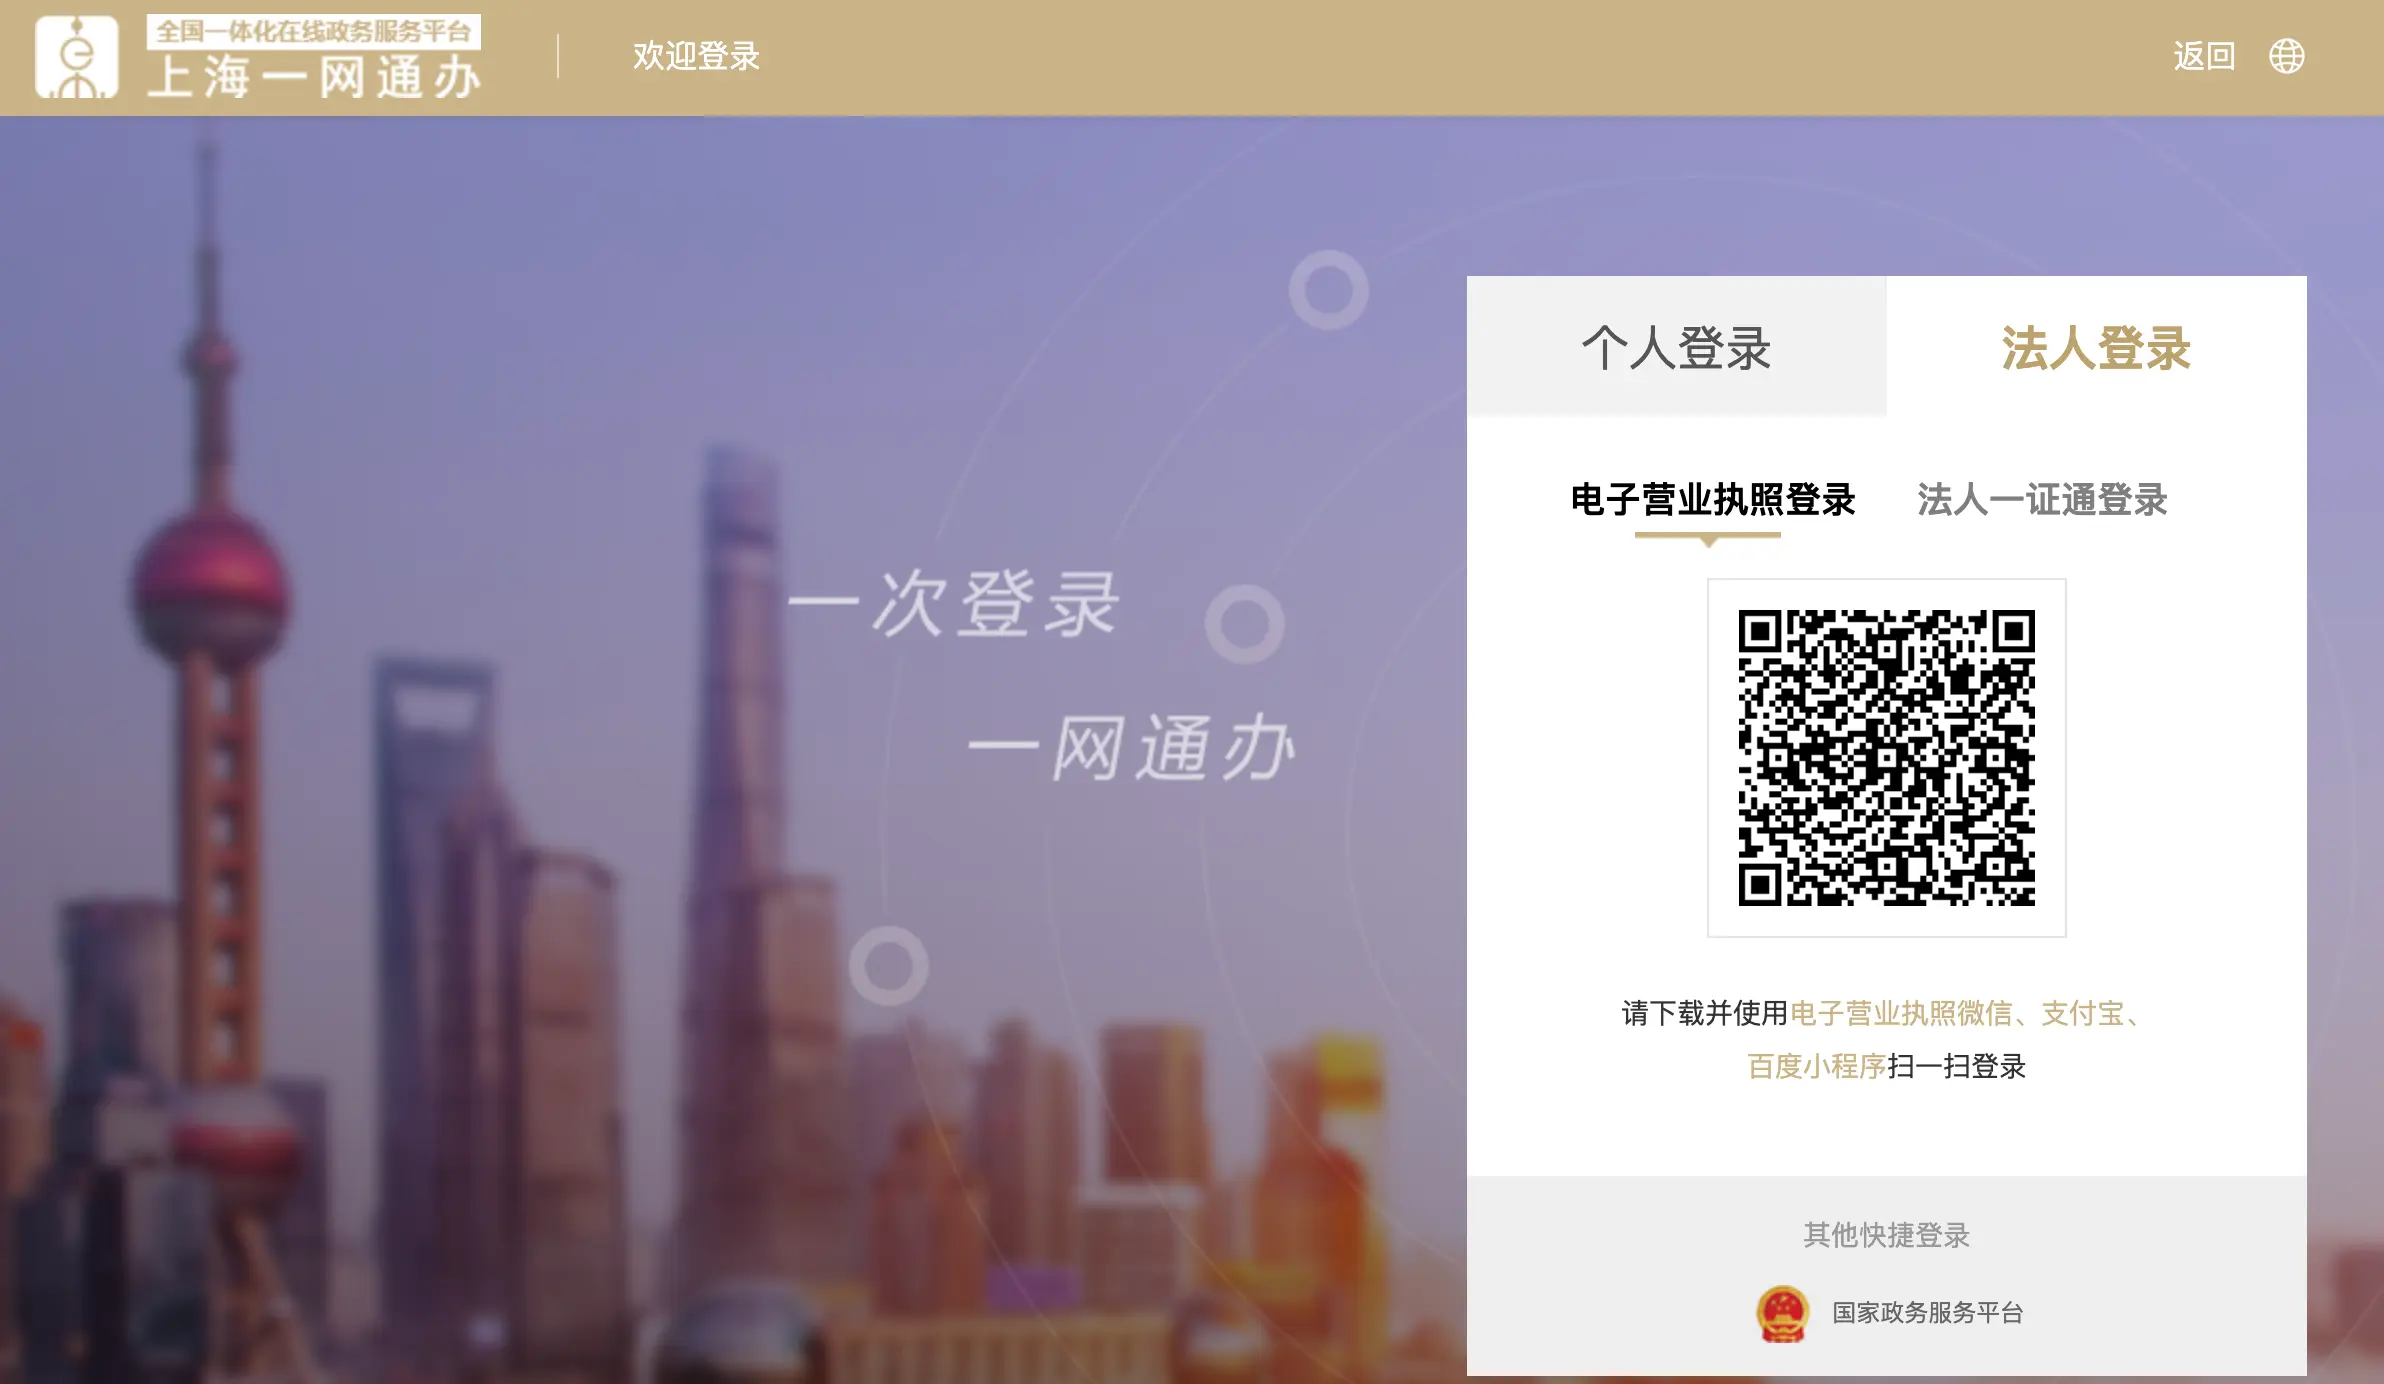 全国一体化在线政务服务平台
上海一网通办
欢迎登录
返回
一次登录
一网通办
个人登录
法人登录
电子营业执照登录
法人一证通登录
请下载并使用电子营业执照微信、支付宝、
百度小程序扫一扫登录
其他快捷登录
国家政务服务平台